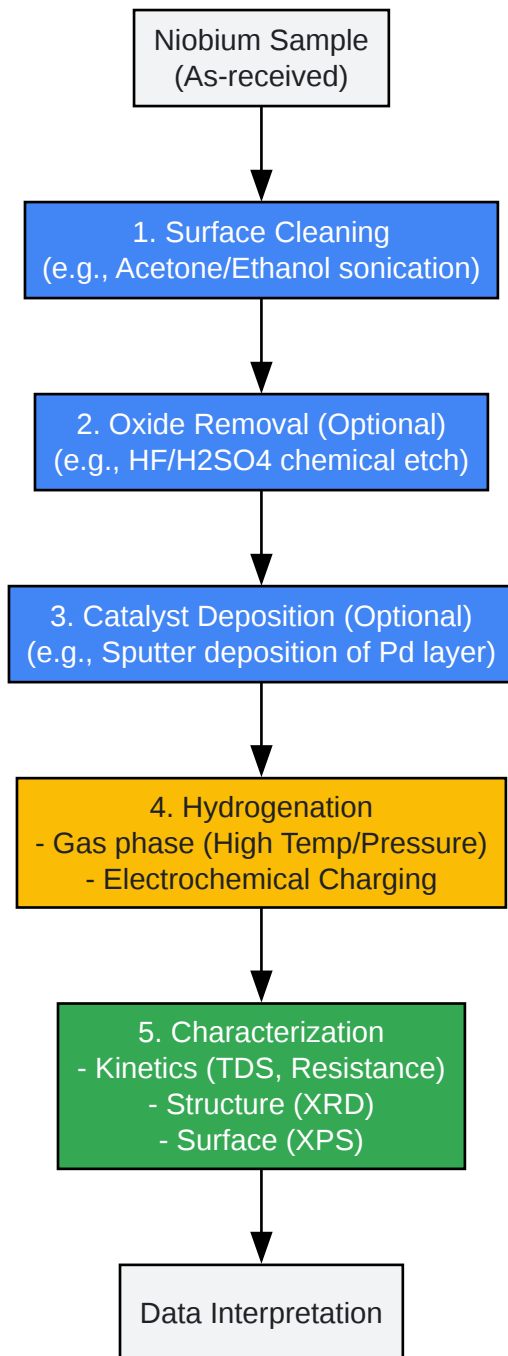 Niobium Sample
(As-received)
1. Surface Cleaning
(e.g., Acetone/Ethanol sonication)
2. Oxide Removal (Optional)
(e.g., HF/H2SO4 chemical etch)
3. Catalyst Deposition (Optional)
(e.g., Sputter deposition of Pd layer)
4. Hydrogenation
- Gas phase (High Temp/Pressure)
- Electrochemical Charging
5. Characterization
- Kinetics (TDS, Resistance)
- Structure (XRD)
- Surface (XPS)
Data Interpretation